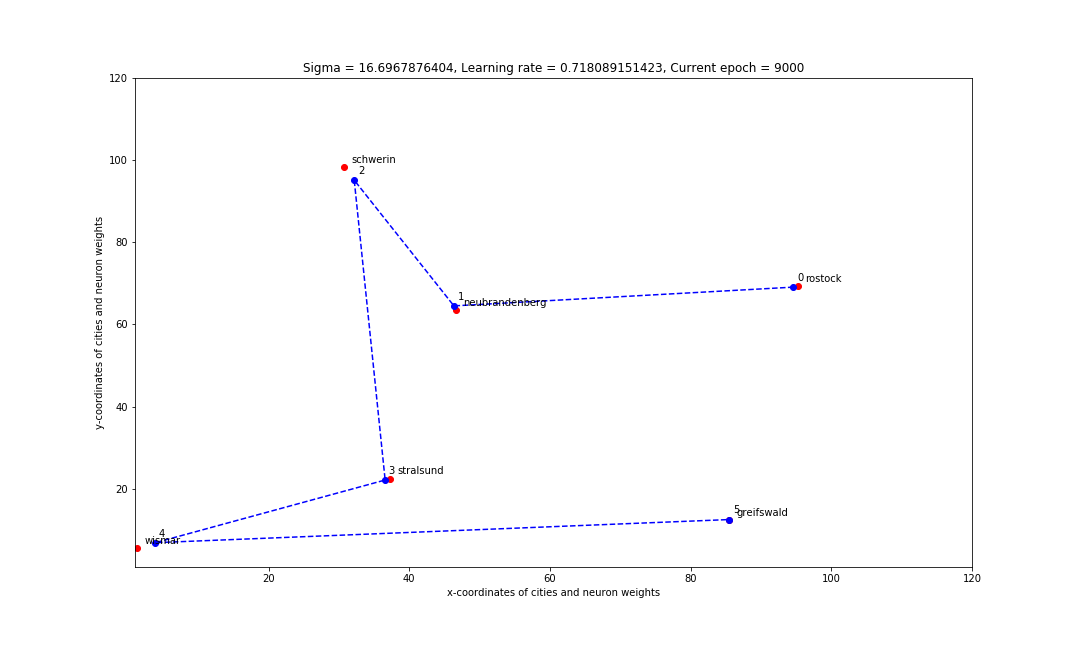 Sigma = 16.6967876404, Learning rate = 0.718089151423, Current epoch = 9000
120
100
80
60
40
20
y-coordinates of cities and neuron weights
schwerin
2
0 rostock
1 neubrandenberg
3 stralsund
5 greifswald
4
wismar
20 40 60 80 100 120
x-coordinates of cities and neuron weights